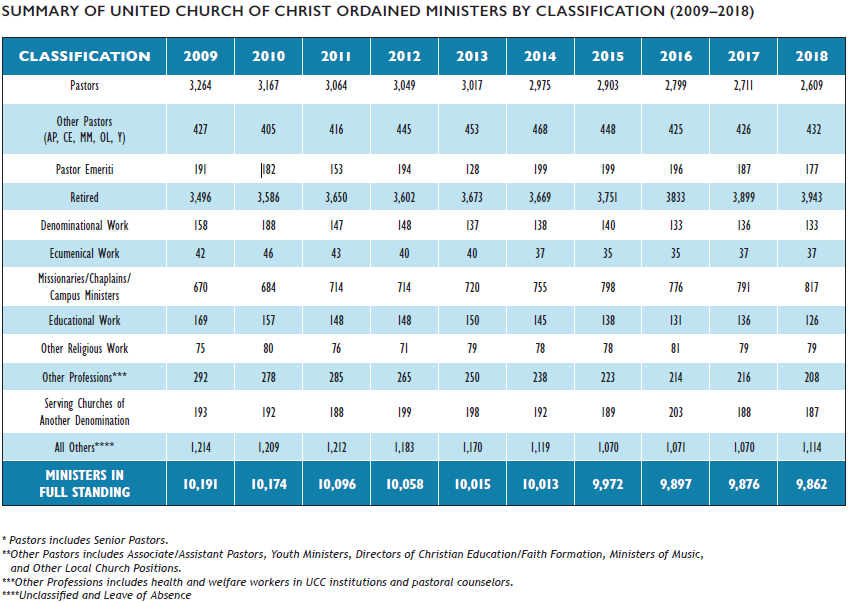 SUMMARY OF UNITED CHURCH OF CHRIST ORDAINED MINISTERS BY CLASSIFICATION (2009–2018)
CLASSIFICATION 2009 2010 2011 2012 2013 2014 2015 2016 2017 2018
Pastors 3,264 3,167 3,064 3,049 3,017 2,975 2,903 2,799 2,711 2,609
Other Pastors
(AP, CE, MM, OL, Y) 427 405 416 445 453 468 448 425 426 432
Pastor Emeriti 191 182 153 194 128 199 199 196 187 177
Retired 3,496 3,586 3,650 3,602 3,673 3,669 3,751 3833 3,899 3,943
Denominational Work 158 188 147 148 137 138 140 133 136 133
Ecumenical Work 42 46 43 40 40 37 35 35 37 37
Missionaries/Chaplains/
Campus Ministers 670 684 714 714 720 755 798 776 791 817
Educational Work 169 157 148 148 150 145 138 131 136 126
Other Religious Work 75 80 76 71 79 78 78 81 79 79
Other Professions*** 292 278 285 265 250 238 223 214 216 208
Serving Churches of
Another Denomination 193 192 188 199 198 192 189 203 188 187
All Others**** 1,214 1,209 1,212 1,183 1,170 1,119 1,070 1,071 1,070 1,114
MINISTERS IN
FULL STANDING 10,191 10,174 10,096 10,058 10,015 10,013 9,972 9,897 9,876 9,862
* Pastors includes Senior Pastors.
**Other Pastors includes Associate/Assistant Pastors, Youth Ministers, Directors of Christian Education/Faith Formation, Ministers of Music,
and Other Local Church Positions.
***Other Professions includes health and welfare workers in UCC institutions and pastoral counselors.
****Unclassified and Leave of Absence